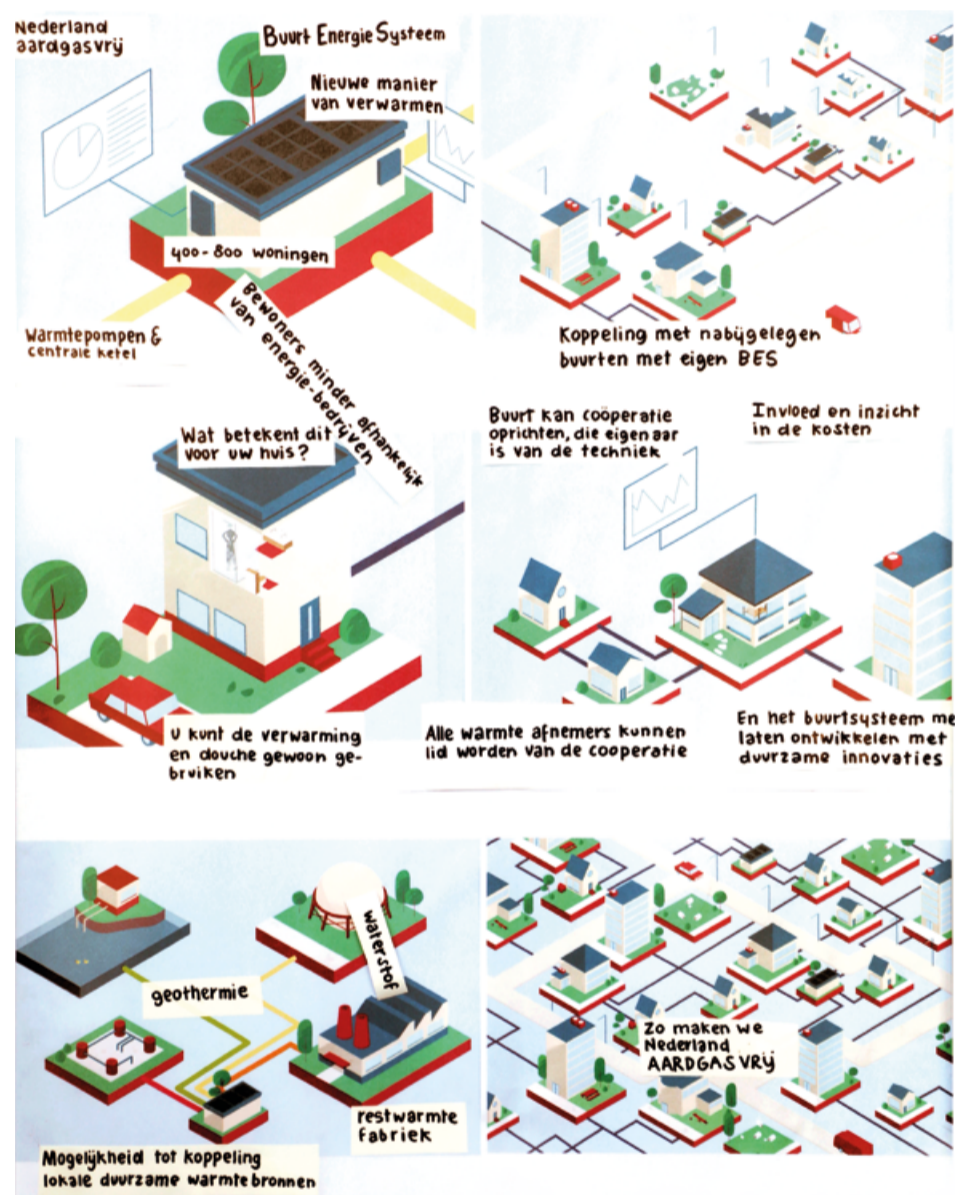 Nederland
aardgasvrij
Buurt Energie Systeem
Nieuwe manier
van verwarmen
400-800 woningen
Warmtepompen &
centrale ketel
Bewoners minder afhankelijk
van energie-bedrijven
Koppeling met nabijgelegen
buurten met eigen BES
Wat betekent dit
voor uw huis?
U kunt de verwarming
en douche gewoon ge-
bruiken
Buurt kan coöperatie
oprichten, die eigenaar
is van de techniek
Invloed en inzicht
in de kosten
Alle warmte afnemers kunnen
lid worden van de cooperatie
En het buurtsysteem me
laten ontwikkelen met
duurzame innovaties
waterstof
geothermie
restwarmte
fabriek
Mogelijkheid tot koppeling
lokale duurzame warmtebronnen
Zo maken we
Nederland
AARDGASVRIJ